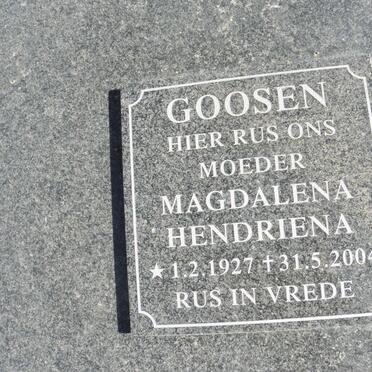 GOOSEN
HIER RUS ONS
MOEDER
MAGDALENA
HENDRIENA
★ 1.2.1927 ✝ 31.5.2004
RUS IN VREDE